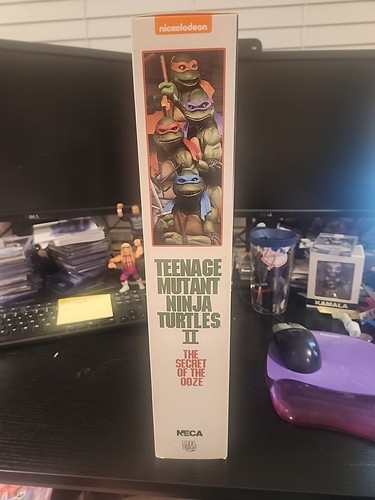 nickelodeon
TEENAGE
MUTANT
NINJA
TURTLES
II
THE
SECRET
OF THE
OOZE
NECA
KAMALA